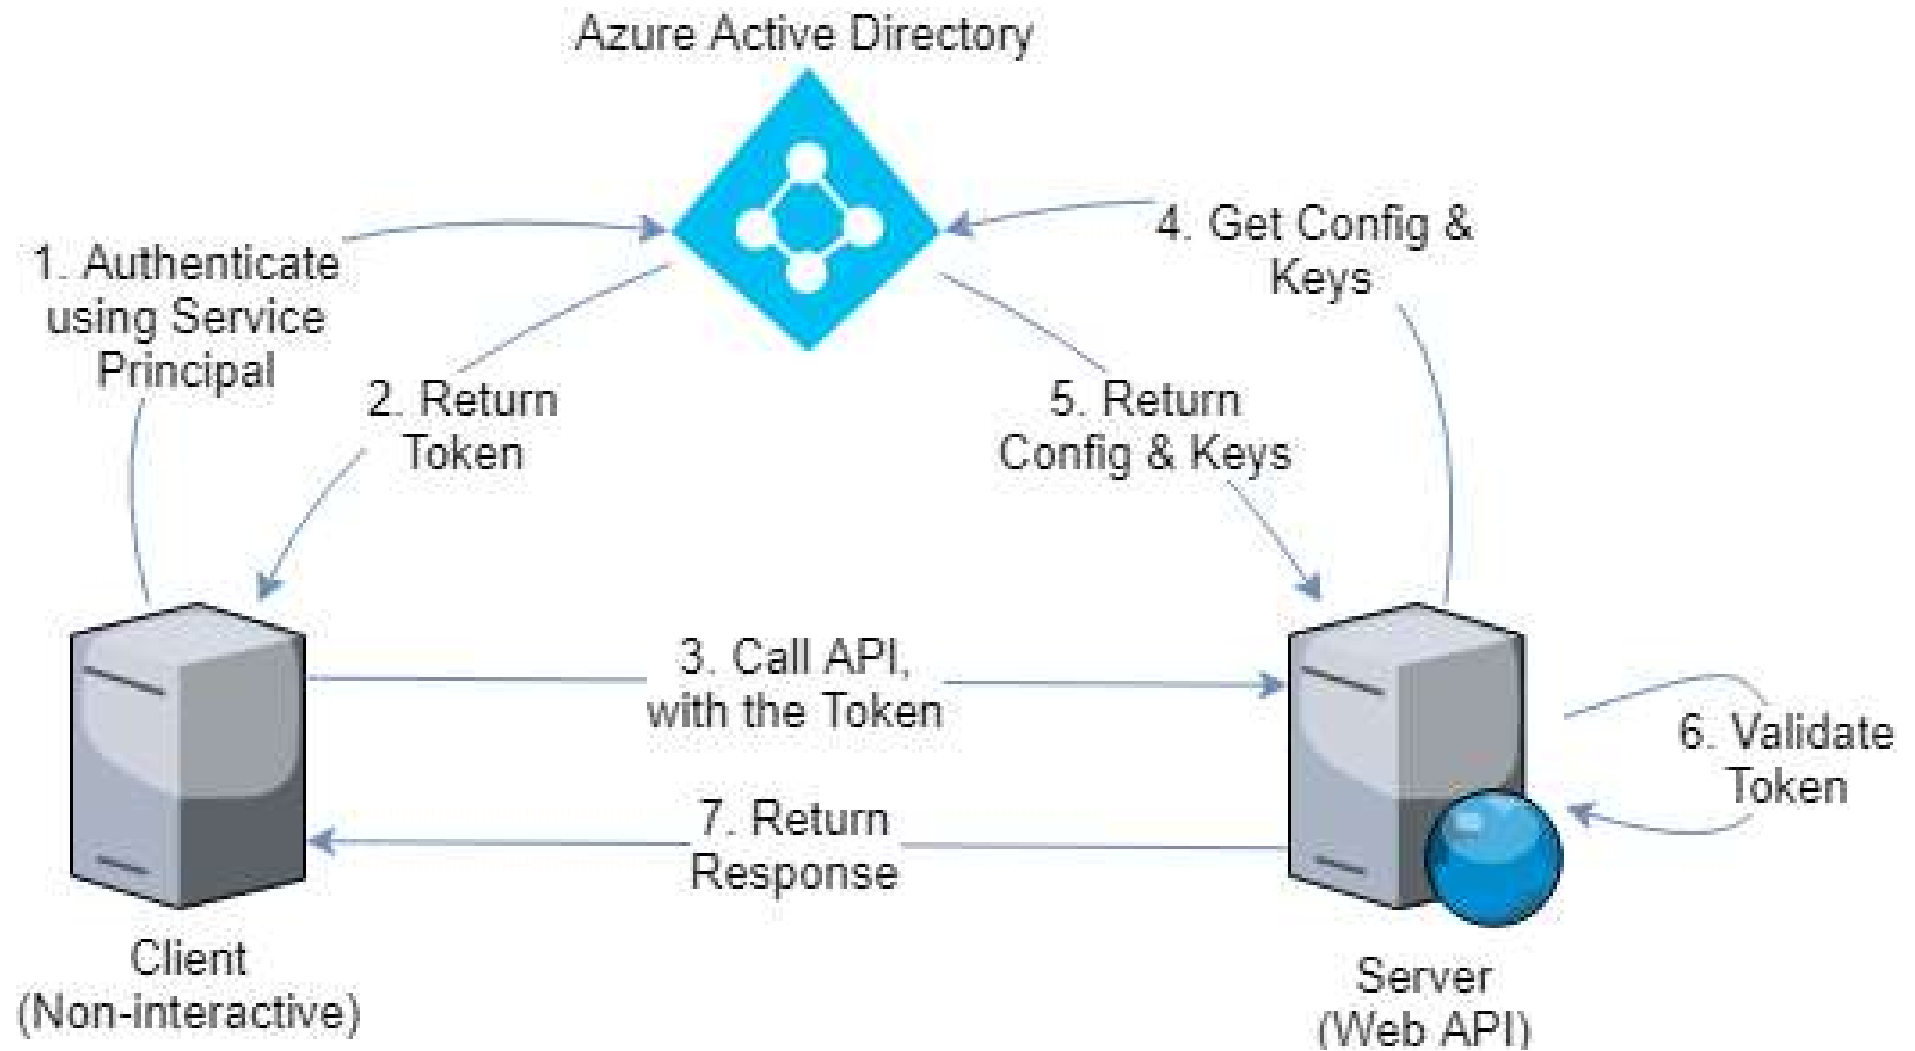 Azure Active Directory
1. Authenticate
using Service
Principal
2. Return
Token
3. Call API,
with the Token
4. Get Config &
Keys
5. Return
Config & Keys
6. Validate
Token
7. Return
Response
Client
(Non-interactive)
Server
(Web API)